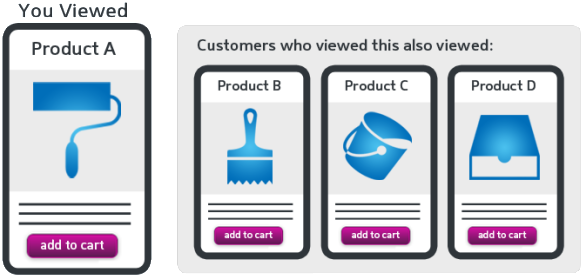 You Viewed
Product A
add to cart
Customers who viewed this also viewed:
Product B
add to cart
Product C
add to cart
Product D
add to cart